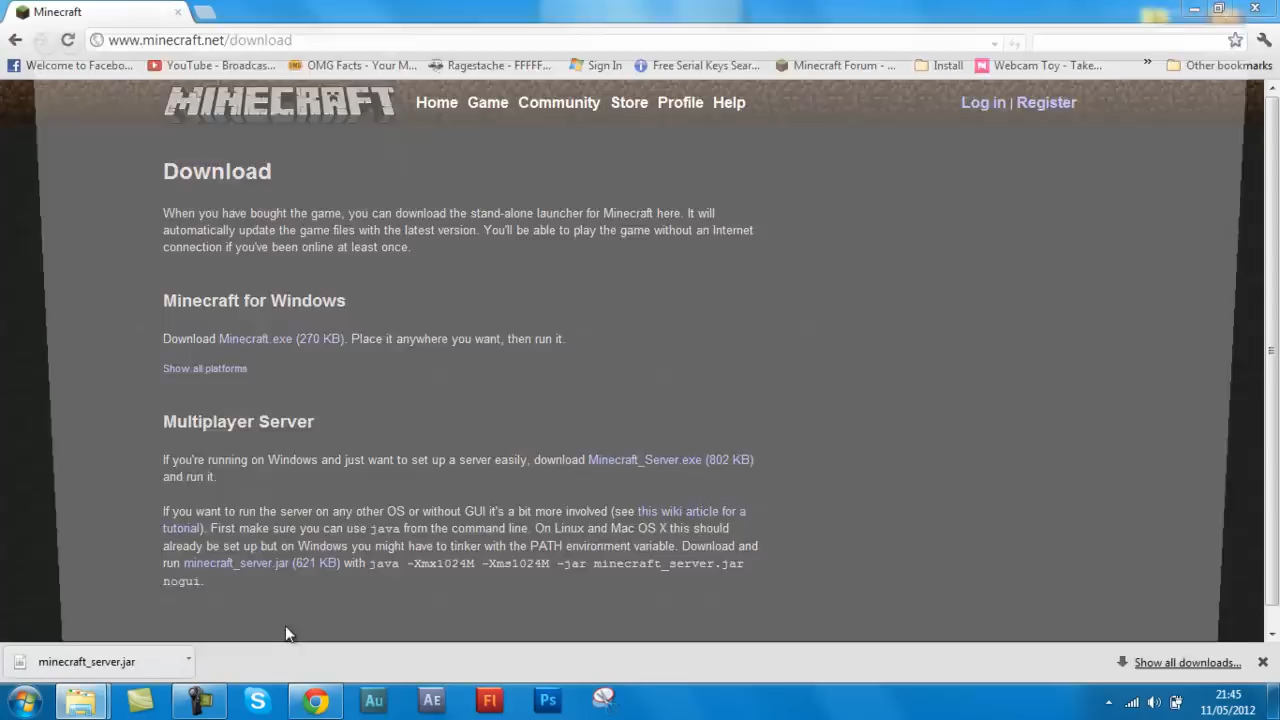 Minecraft
www.minecraft.net/download
Welcome to Facebo... YouTube - Broadcas... OMG Facts - Your M... Ragestache - FFFFF... Sign In Free Serial Keys Sear... Minecraft Forum - ... Install Webcam Toy - Take... » Other bookmarks
MINECRAFT Home Game Community Store Profile Help Log in | Register
Download
When you have bought the game, you can download the stand-alone launcher for Minecraft here. It will
automatically update the game files with the latest version. You'll be able to play the game without an Internet
connection if you've been online at least once.
Minecraft for Windows
Download Minecraft.exe (270 KB). Place it anywhere you want, then run it.
Show all platforms
Multiplayer Server
If you're running on Windows and just want to set up a server easily, download Minecraft_Server.exe (802 KB)
and run it.
If you want to run the server on any other OS or without GUI it's a bit more involved (see this wiki article for a
tutorial). First make sure you can use java from the command line. On Linux and Mac OS X this should
already be set up but on Windows you might have to tinker with the PATH environment variable. Download and
run minecraft_server.jar (621 KB) with java -Xmx1024M -Xms1024M -jar minecraft_server.jar
nogui.
minecraft_server.jar Show all downloads...
Au AE Fl Ps 21:45
11/05/2012